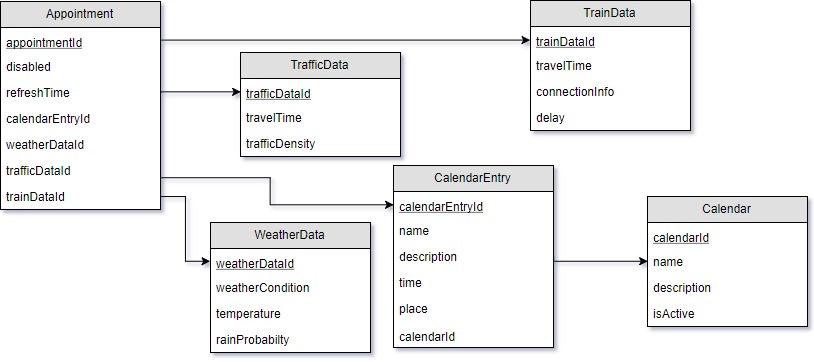 Appointment
appointmentId
disabled
refreshTime
calendarEntryId
weatherDataId
trafficDataId
trainDataId
TrafficData
trafficDataId
travelTime
trafficDensity
TrainData
trainDataId
travelTime
connectionInfo
delay
WeatherData
weatherDataId
weatherCondition
temperature
rainProbabilty
CalendarEntry
calendarEntryId
name
description
time
place
calendarId
Calendar
calendarId
name
description
isActive